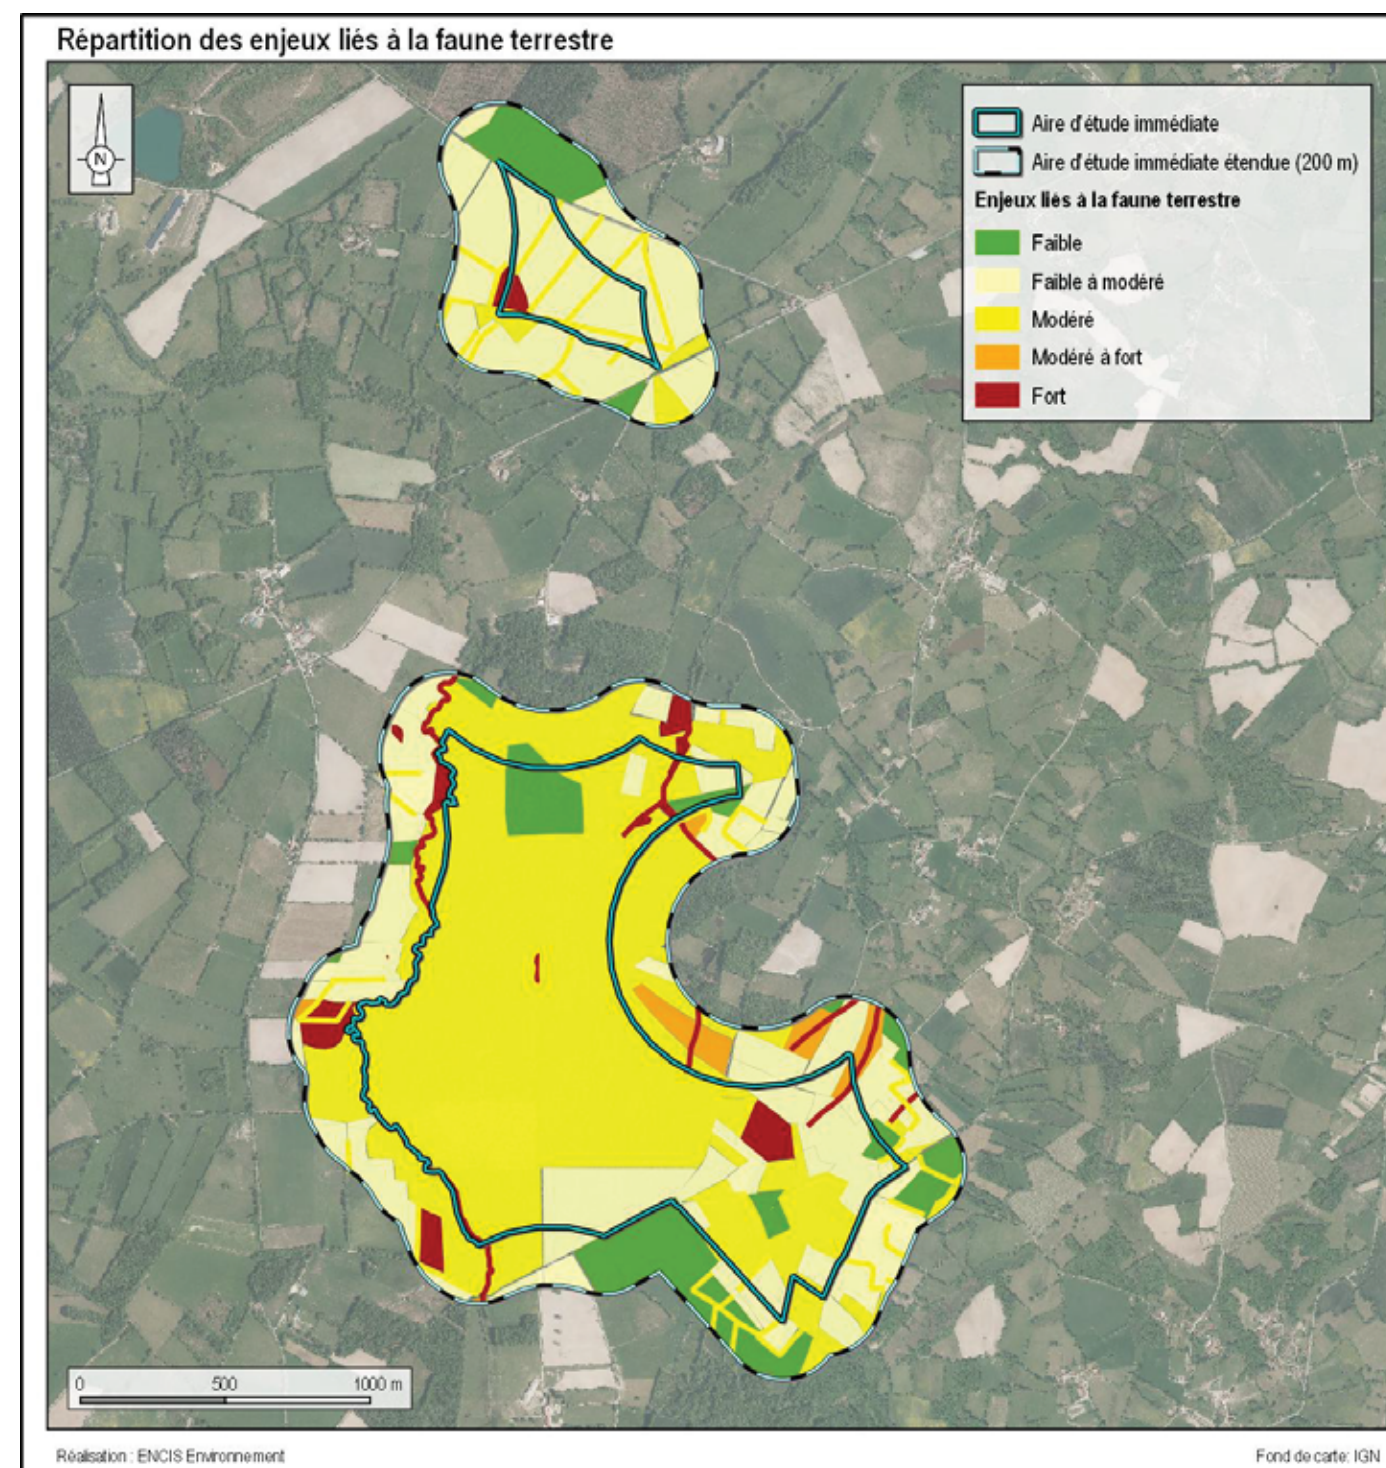 Répartition des enjeux liés à la faune terrestre
N
Aire d'étude immédiate
Aire d'étude immédiate étendue (200 m)
Enjeux liés à la faune terrestre
Faible
Faible à modéré
Modéré
Modéré à fort
Fort
0 500 1000 m
Réalisation : ENCIS Environnement
Fond de carte: IGN